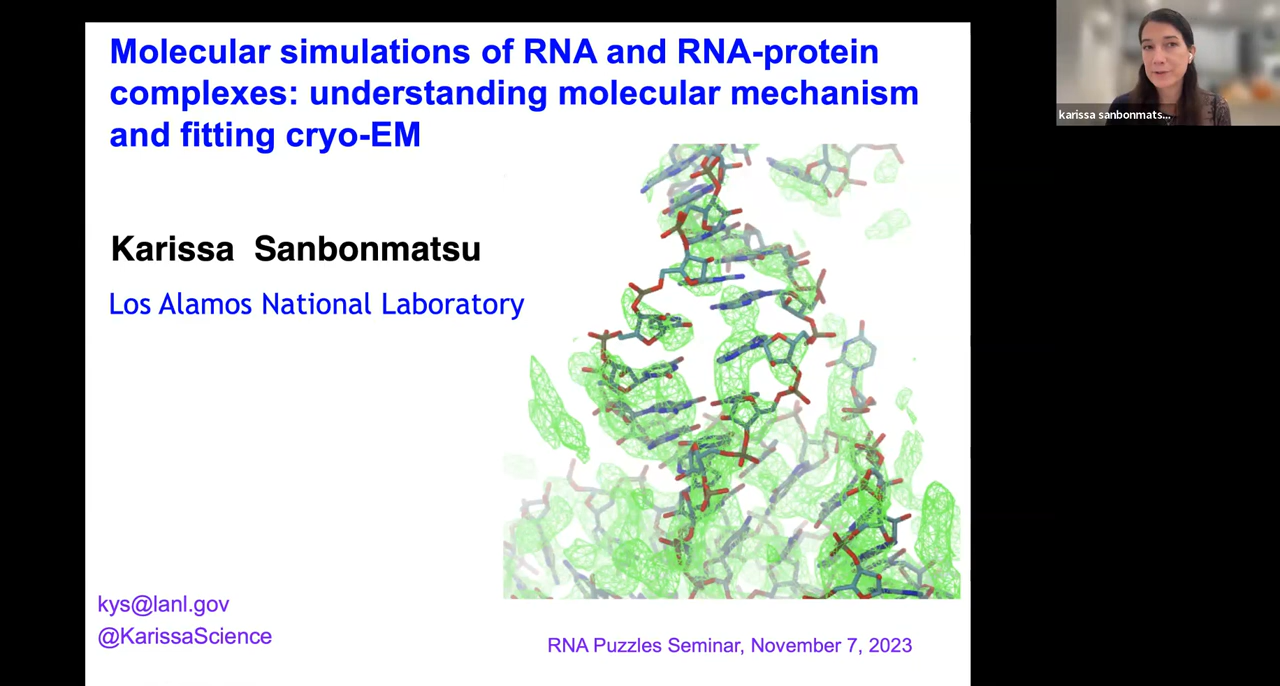 Molecular simulations of RNA and RNA-protein
complexes: understanding molecular mechanism
and fitting cryo-EM
Karissa Sanbonmatsu
Los Alamos National Laboratory
kys@lanl.gov
@KarissaScience
RNA Puzzles Seminar, November 7, 2023
karissa sanbonmats...